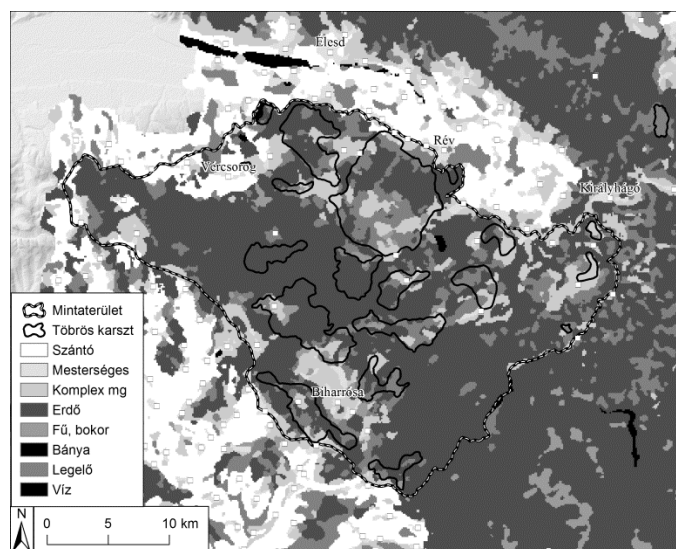 Elesd
Rév
Vércsorog
Királyhágó
Biharrósa
Mintaterület
Töbrös karszt
Szántó
Mesterséges
Komplex mg
Erdő
Fű, bokor
Bánya
Legelő
Víz
N
0 5 10 km